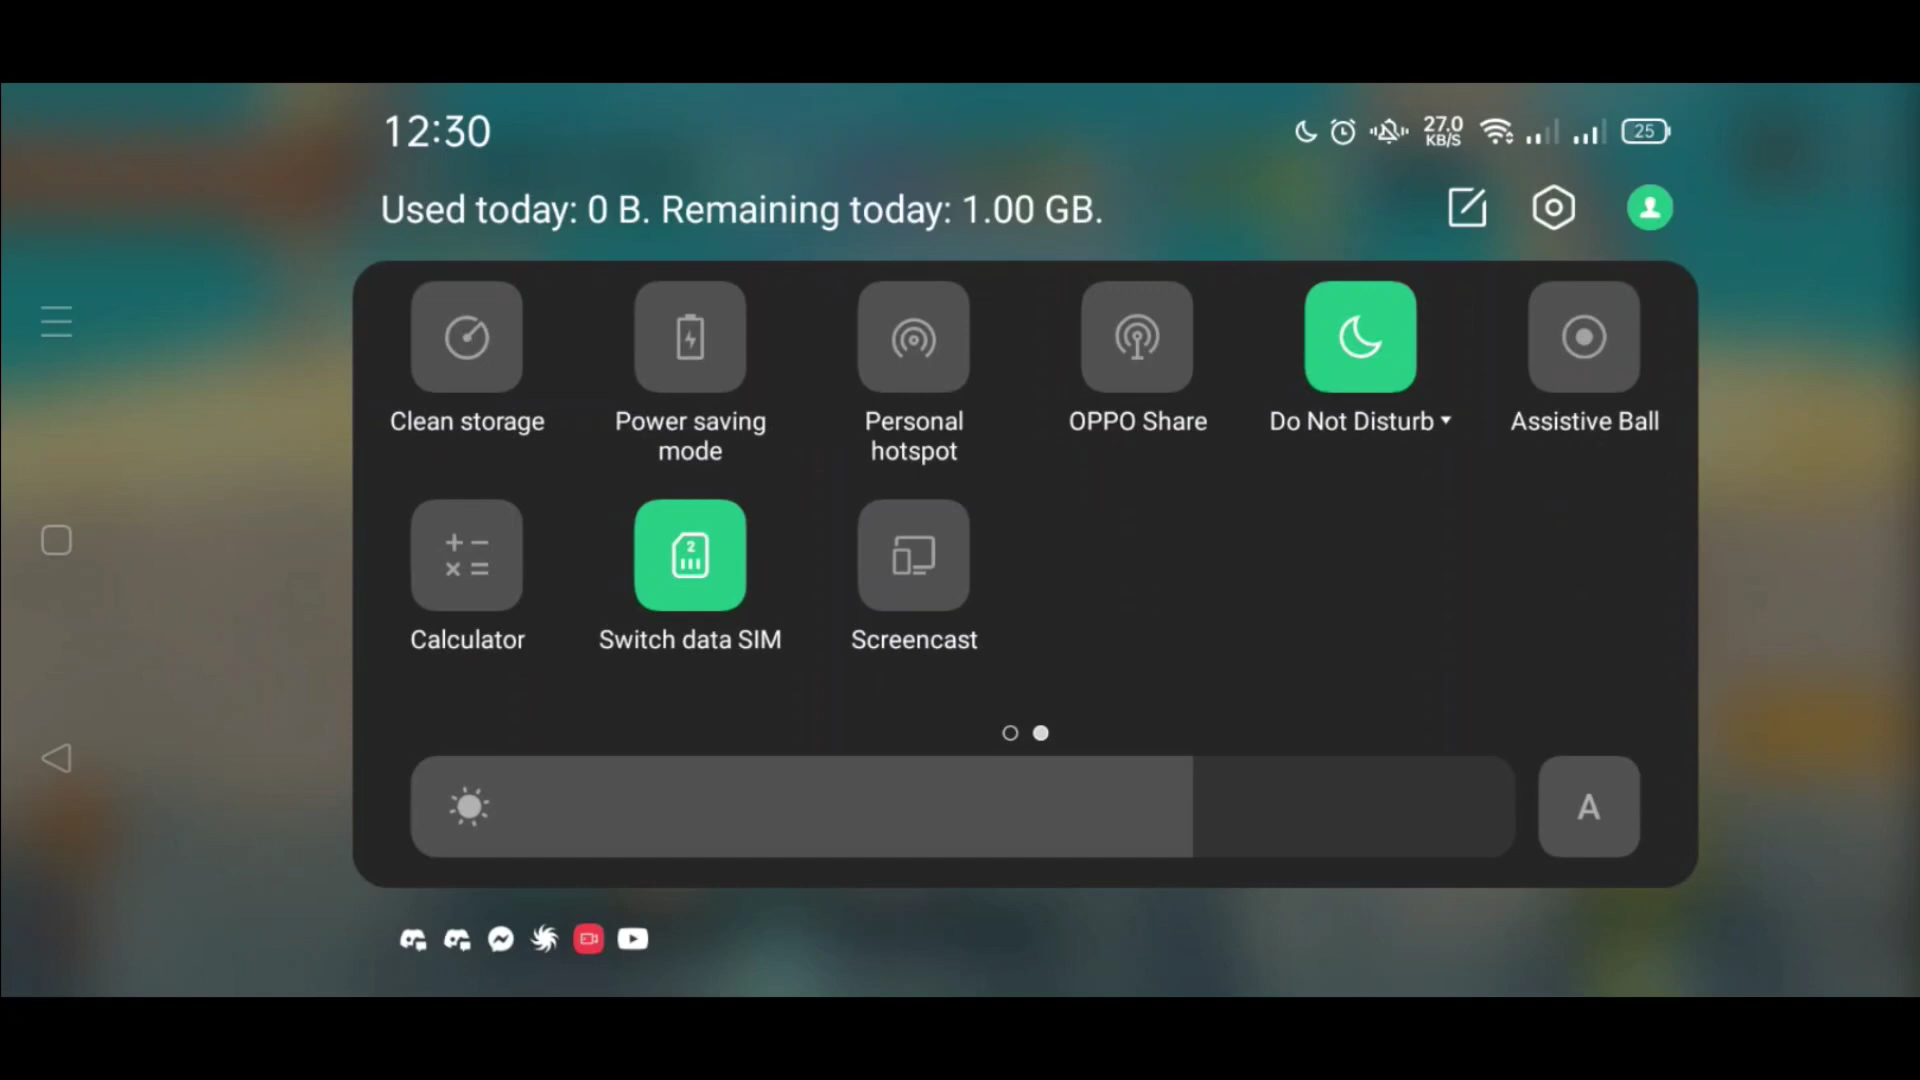 12:30
27.0
KB/S
25
Used today: 0 B. Remaining today: 1.00 GB.
Clean storage
Power saving
mode
Personal
hotspot
OPPO Share
Do Not Disturb
Assistive Ball
2
Calculator
Switch data SIM
Screencast
A